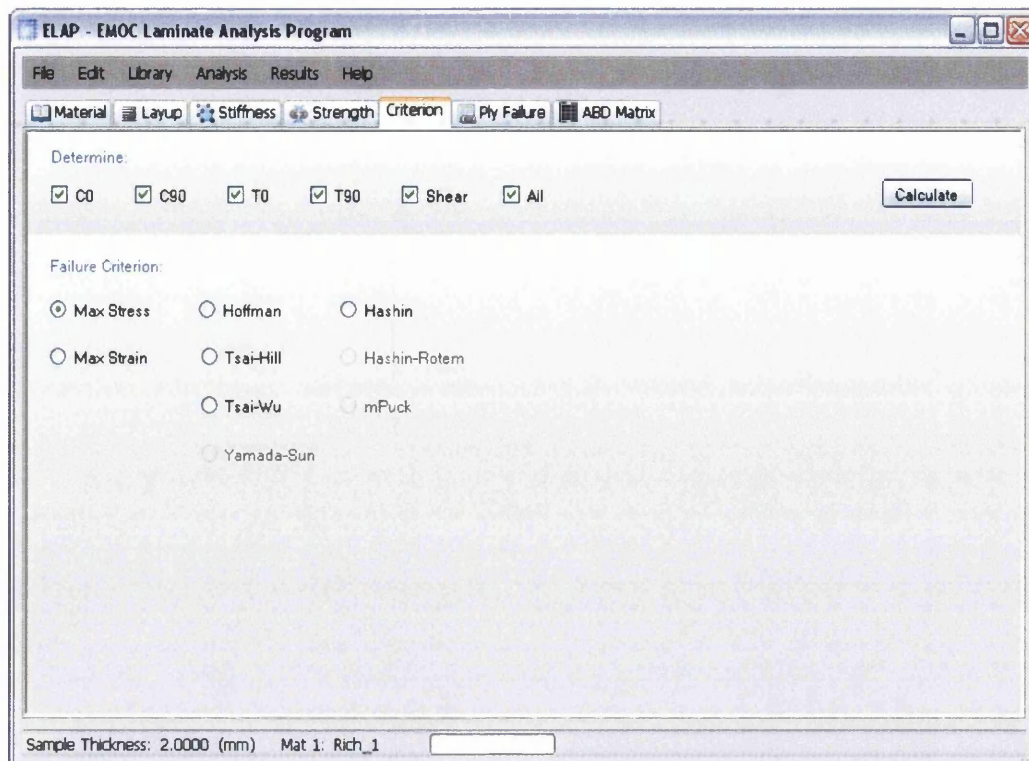 ELAP - EMOC Laminate Analysis Program
File Edit Library Analysis Results Help
Material Layup Stiffness Strength Criterion Ply Failure ABD Matrix
Determine:
C0 C90 T0 T90 Shear All Calculate
Failure Criterion:
Max Stress Hoffman Hashin
Max Strain Tsai-Hill Hashin-Rotem
Tsai-Wu mPuck
Yamada-Sun
Sample Thickness: 2.0000 (mm) Mat 1: Rich_1